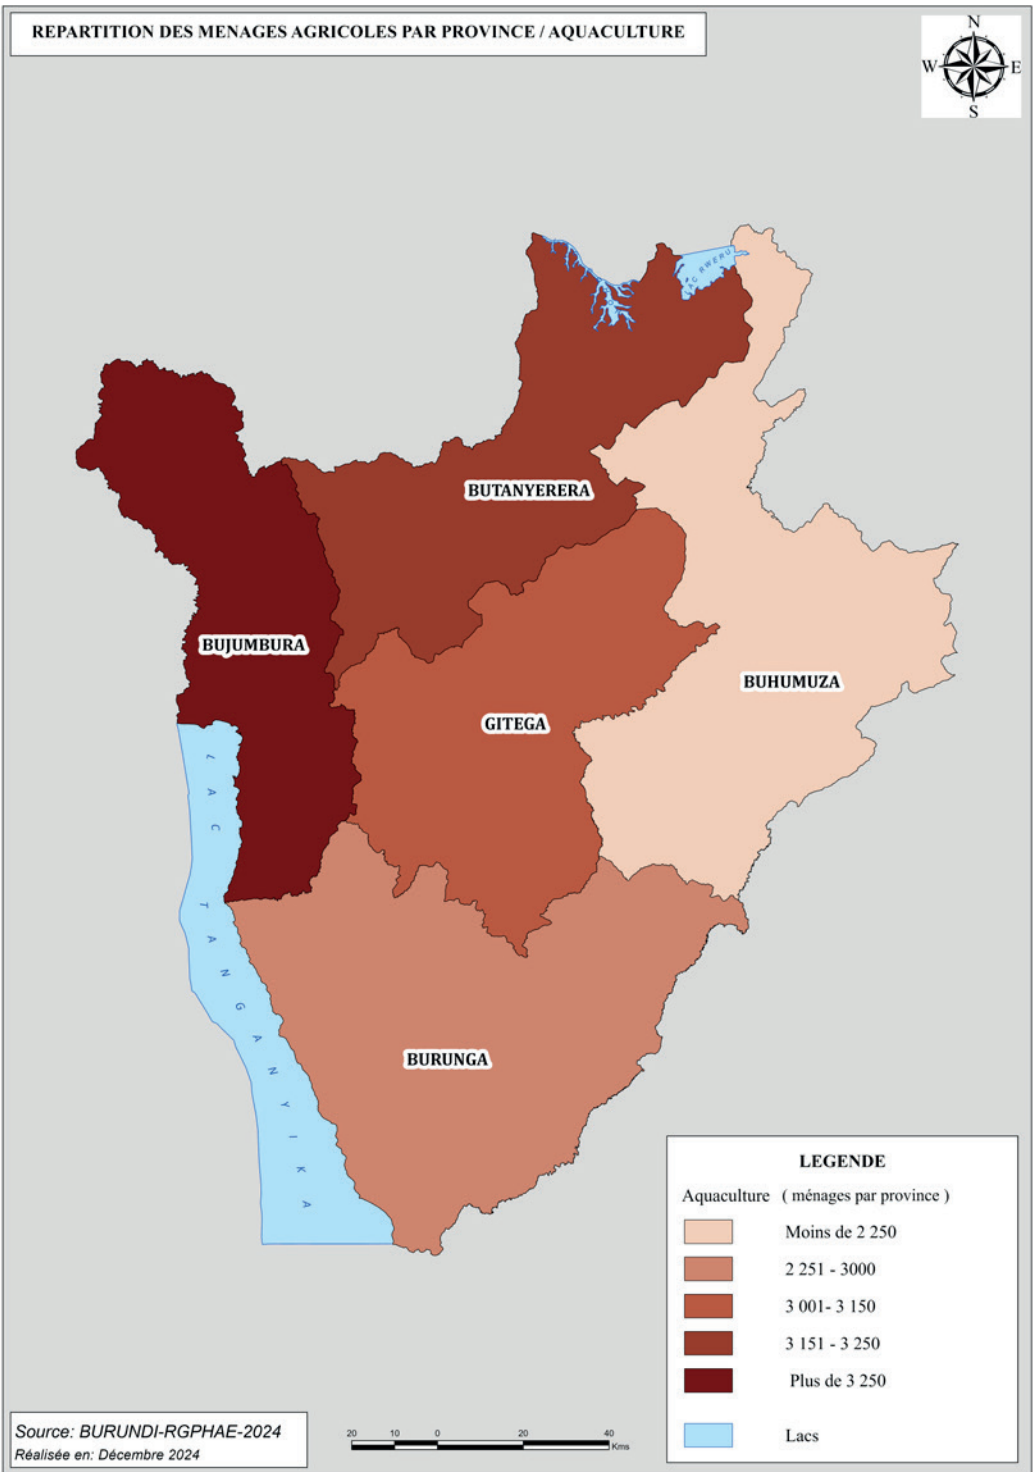 REPARTITION DES MENAGES AGRICOLES PAR PROVINCE / AQUACULTURE
N
W
E
S
LAC RWERU
BUTANYERERA
BUJUMBURA
BUHUMUZA
GITEGA
LAC TANGANYIKA
BURUNGA
LEGENDE
Aquaculture ( ménages par province )
Moins de 2 250
2 251 - 3000
3 001- 3 150
3 151 - 3 250
Plus de 3 250
Lacs
Source: BURUNDI-RGPHAE-2024
Réalisée en: Décembre 2024
20 10 0 20 40
Kms